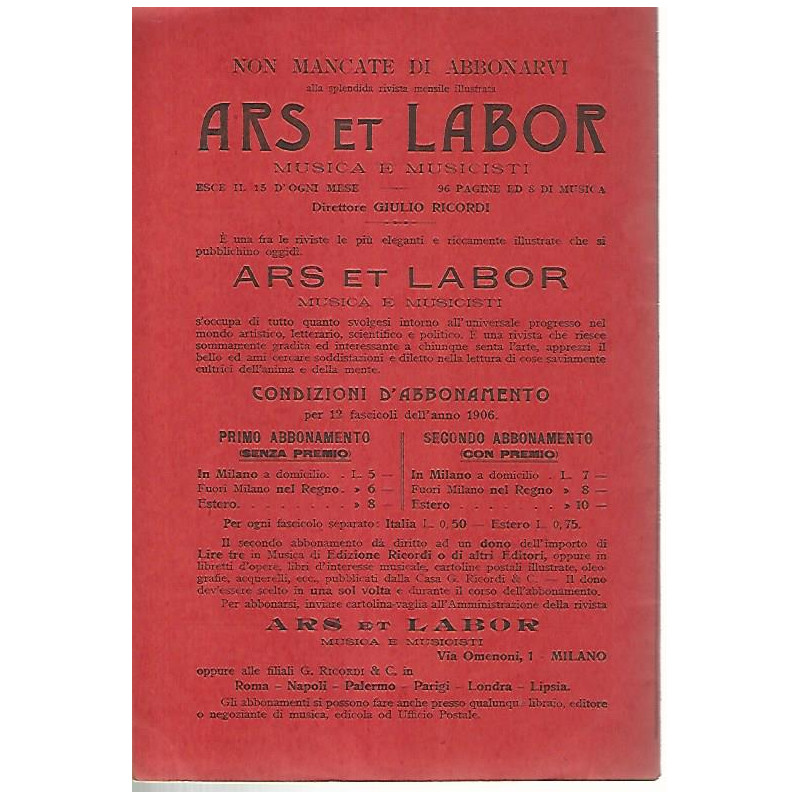 NON MANCATE DI ABBONARVI
alla splendida rivista mensile illustrata
ARS ET LABOR
MUSICA E MUSICISTI
ESCE IL 15 D'OGNI MESE — 96 PAGINE ED 8 DI MUSICA
Direttore GIULIO RICORDI
È una fra le riviste le più eleganti e riccamente illustrate che si
pubblichino oggidì.
ARS ET LABOR
MUSICA E MUSICISTI
s'occupa di tutto quanto svolgesi intorno all'universale progresso nel
mondo artistico, letterario, scientifico e politico. È una rivista che riesce
sommamente gradita ed interessante a chiunque senta l'arte, apprezzi il
bello ed ami cercare soddisfazioni e diletto nella lettura di cose saviamente
cultrici dell'anima e della mente.
CONDIZIONI D'ABBONAMENTO
per 12 fascicoli dell'anno 1906.
PRIMO ABBONAMENTO
(SENZA PREMIO)
In Milano a domicilio. . L. 5 —
Fuori Milano nel Regno. » 6 —
Estero. . . . . . . . . » 8 —
SECONDO ABBONAMENTO
(CON PREMIO)
In Milano a domicilio . L. 7 —
Fuori Milano nel Regno » 8 —
Estero . . . . . . . . » 10 —
Per ogni fascicolo separato: Italia L. 0,50 — Estero L. 0,75.
Il secondo abbonamento dà diritto ad un dono dell'importo di
Lire tre in Musica di Edizione Ricordi o di altri Editori, oppure in
libretti d'opere, libri d'interesse musicale, cartoline postali illustrate, oleo
grafie, acquerelli, ecc., pubblicati dalla Casa G. Ricordi & C. — Il dono
dev'essere scelto in una sol volta e durante il corso dell'abbonamento.
Per abbonarsi, inviare cartolina-vaglia all'Amministrazione della rivista
ARS ET LABOR
MUSICA E MUSICISTI
Via Omenoni, 1 - MILANO
oppure alle filiali G. RICORDI & C. in
Roma — Napoli — Palermo — Parigi — Londra — Lipsia.
Gli abbonamenti si possono fare anche presso qualunqu- libraio, editore
o negoziante di musica, edicola od Ufficio Postale.